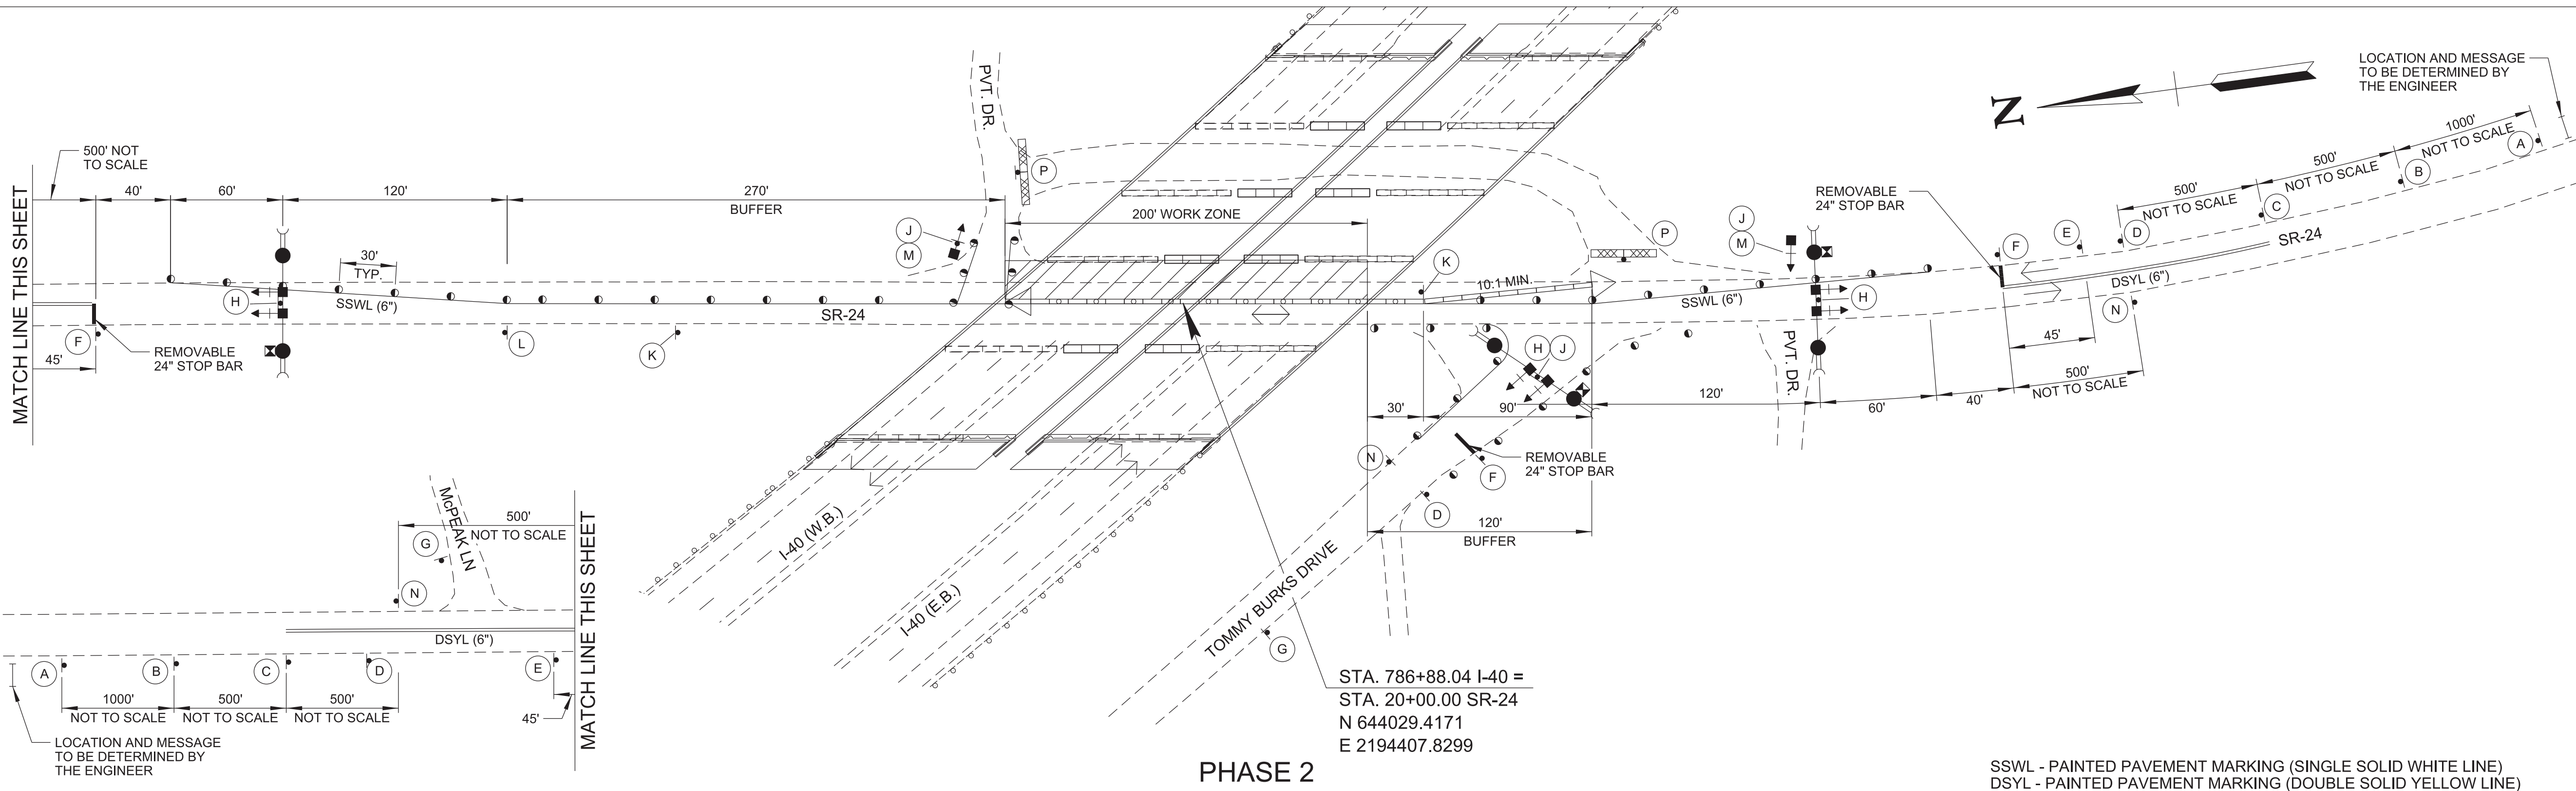 LOCATION AND MESSAGE
TO BE DETERMINED BY
THE ENGINEER
N
1000'
NOT TO SCALE
A
500'
NOT TO SCALE
B
500'
NOT TO SCALE
C
REMOVABLE
24" STOP BAR
F
E
D
SR-24
DSYL (6")
N
45'
500'
NOT TO SCALE
PVT. DR.
P
500' NOT
TO SCALE
MATCH LINE THIS SHEET
40'
60'
120'
270'
BUFFER
200' WORK ZONE
J
M
P
J
M
30'
TYP.
H
SSWL (6")
SR-24
K
10:1 MIN.
SSWL (6")
H
F
45'
REMOVABLE
24" STOP BAR
L
K
H
J
PVT. DR.
30'
90'
120'
60'
40'
N
REMOVABLE
24" STOP BAR
F
D
120'
BUFFER
I-40 (W.B.)
I-40 (E.B.)
TOMMY BURKS DRIVE
G
McPEAK LN
500'
NOT TO SCALE
G
N
MATCH LINE THIS SHEET
DSYL (6")
A
B
C
D
E
1000'
NOT TO SCALE
500'
NOT TO SCALE
500'
NOT TO SCALE
45'
LOCATION AND MESSAGE
TO BE DETERMINED BY
THE ENGINEER
STA. 786+88.04 I-40 =
STA. 20+00.00 SR-24
N 644029.4171
E 2194407.8299
PHASE 2
SSWL - PAINTED PAVEMENT MARKING (SINGLE SOLID WHITE LINE)
DSYL - PAINTED PAVEMENT MARKING (DOUBLE SOLID YELLOW LINE)